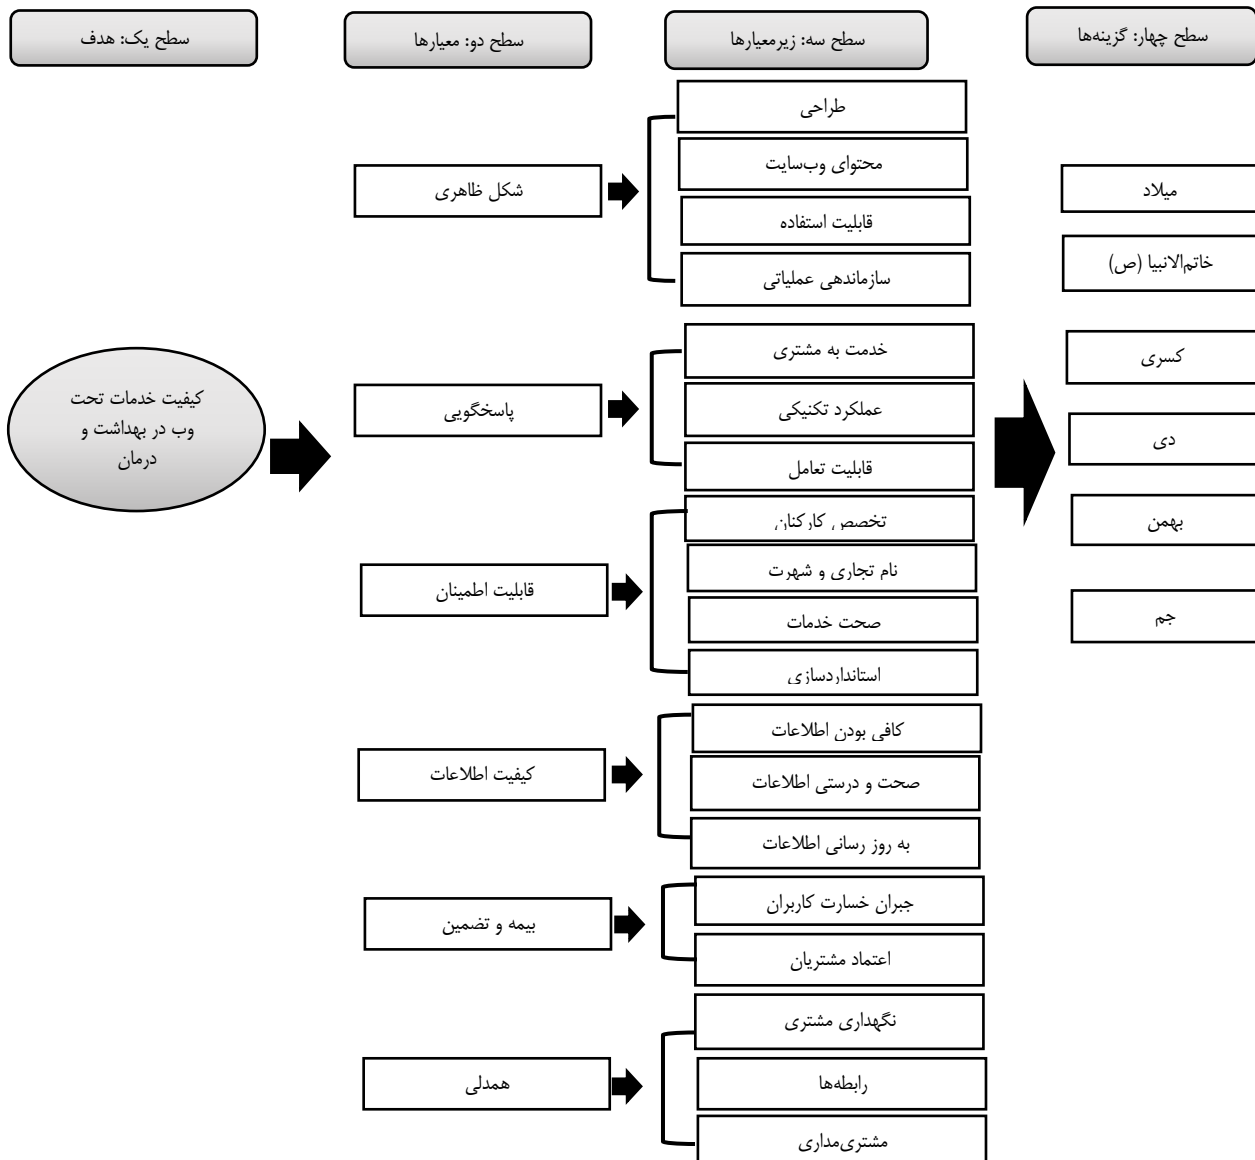 سطح یک: هدف
سطح دو: معیارها
سطح سه: زیرمعیارها
سطح چهار: گزینه‌ها
کیفیت خدمات تحت
وب در بهداشت و
درمان
شکل ظاهری
طراحی
محتوای وب‌سایت
قابلیت استفاده
سازماندهی عملیاتی
پاسخگویی
خدمت به مشتری
عملکرد تکنیکی
قابلیت تعامل
قابلیت اطمینان
تخصص کارکنان
نام تجاری و شهرت
صحت خدمات
استانداردسازی
کیفیت اطلاعات
کافی بودن اطلاعات
صحت و درستی اطلاعات
به روز رسانی اطلاعات
بیمه و تضمین
جبران خسارت کاربران
اعتماد مشتریان
همدلی
نگهداری مشتری
رابطه‌ها
مشتری‌مداری
میلاد
خاتم‌الانبیا (ص)
کسری
دی
بهمن
جم